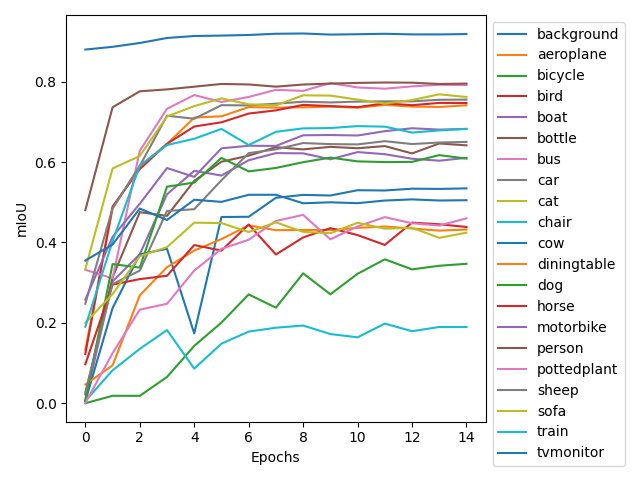 mIoU
0.8
0.6
0.4
0.2
0.0
0 2 4 6 8 10 12 14
Epochs
background
aeroplane
bicycle
bird
boat
bottle
bus
car
cat
chair
cow
diningtable
dog
horse
motorbike
person
pottedplant
sheep
sofa
train
tvmonitor